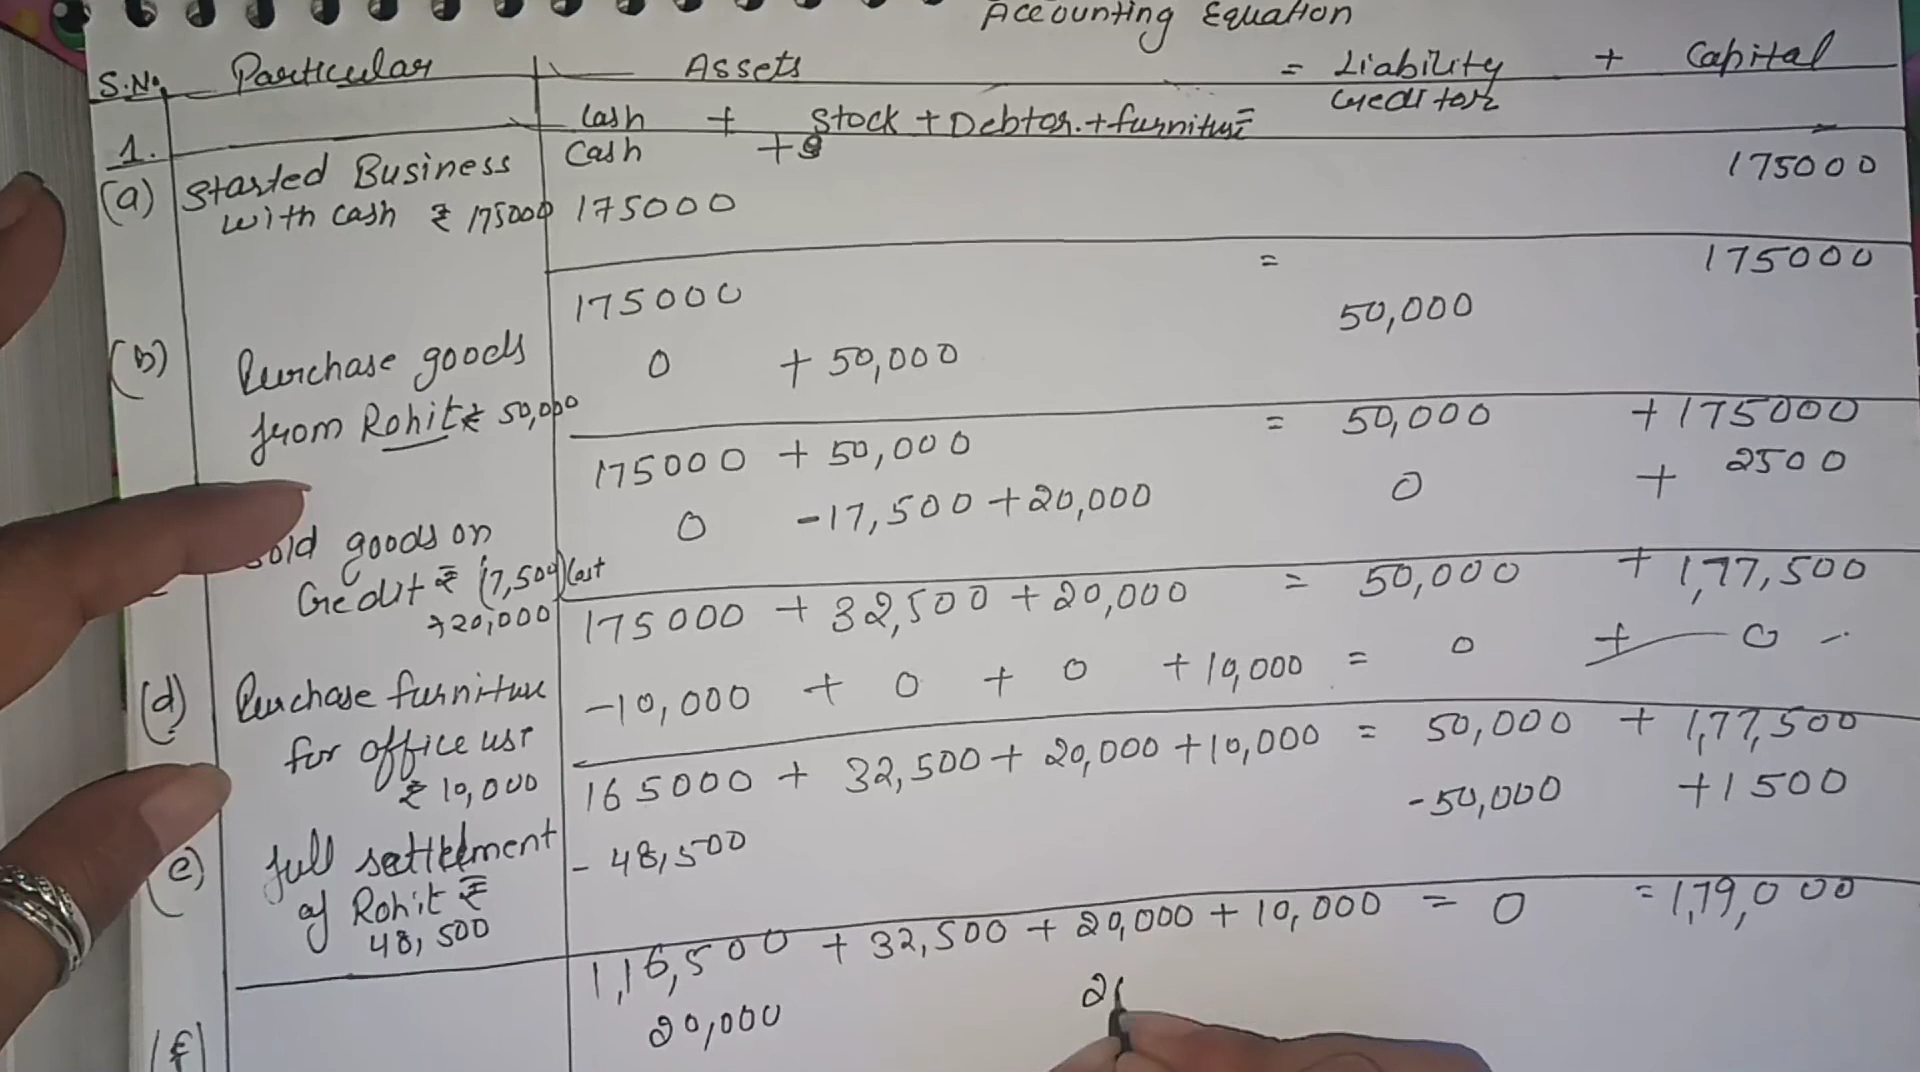 Accounting Equation
S.No. Particular Assets = Liability + Capital
Creditor
Cash + Stock + Debtor. + furniture =
1. Cash +
(a) Started Business 175000
with cash ₹ 175000 175000
175000 = 175000
(b) Purchase goods 0 + 50,000 50,000
from Rohit ₹ 50,000
175000 + 50,000 = 50,000 + 175000
0 -17,500 + 20,000 0 + 2500
Sold goods on
Credit ₹ (17,500) Cost
20,000
175000 + 32,500 + 20,000 = 50,000 + 1,77,500
(d) Purchase furniture -10,000 + 0 + 0 + 10,000 = 0 + 0
for office use
₹ 10,000
165000 + 32,500 + 20,000 + 10,000 = 50,000 + 1,77,500
(e) full settlement - 48,500 -50,000 +1500
of Rohit ₹
48,500
1,16,500 + 32,500 + 20,000 + 10,000 = 0 = 1,79,000
(f) 20,000 2